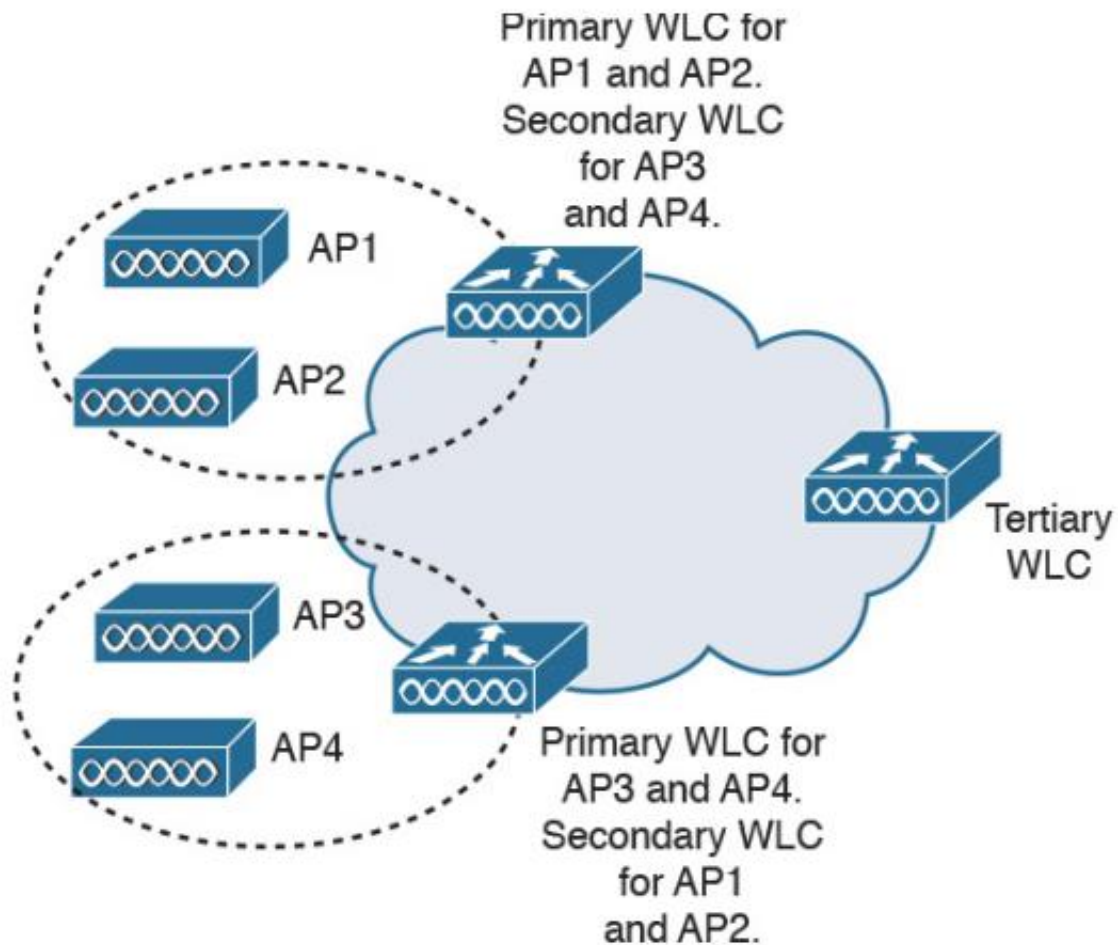 Primary WLC for
AP1 and AP2.
Secondary WLC
for AP3
and AP4.
AP1
AP2
Tertiary
WLC
AP3
AP4
Primary WLC for
AP3 and AP4.
Secondary WLC
for AP1
and AP2.